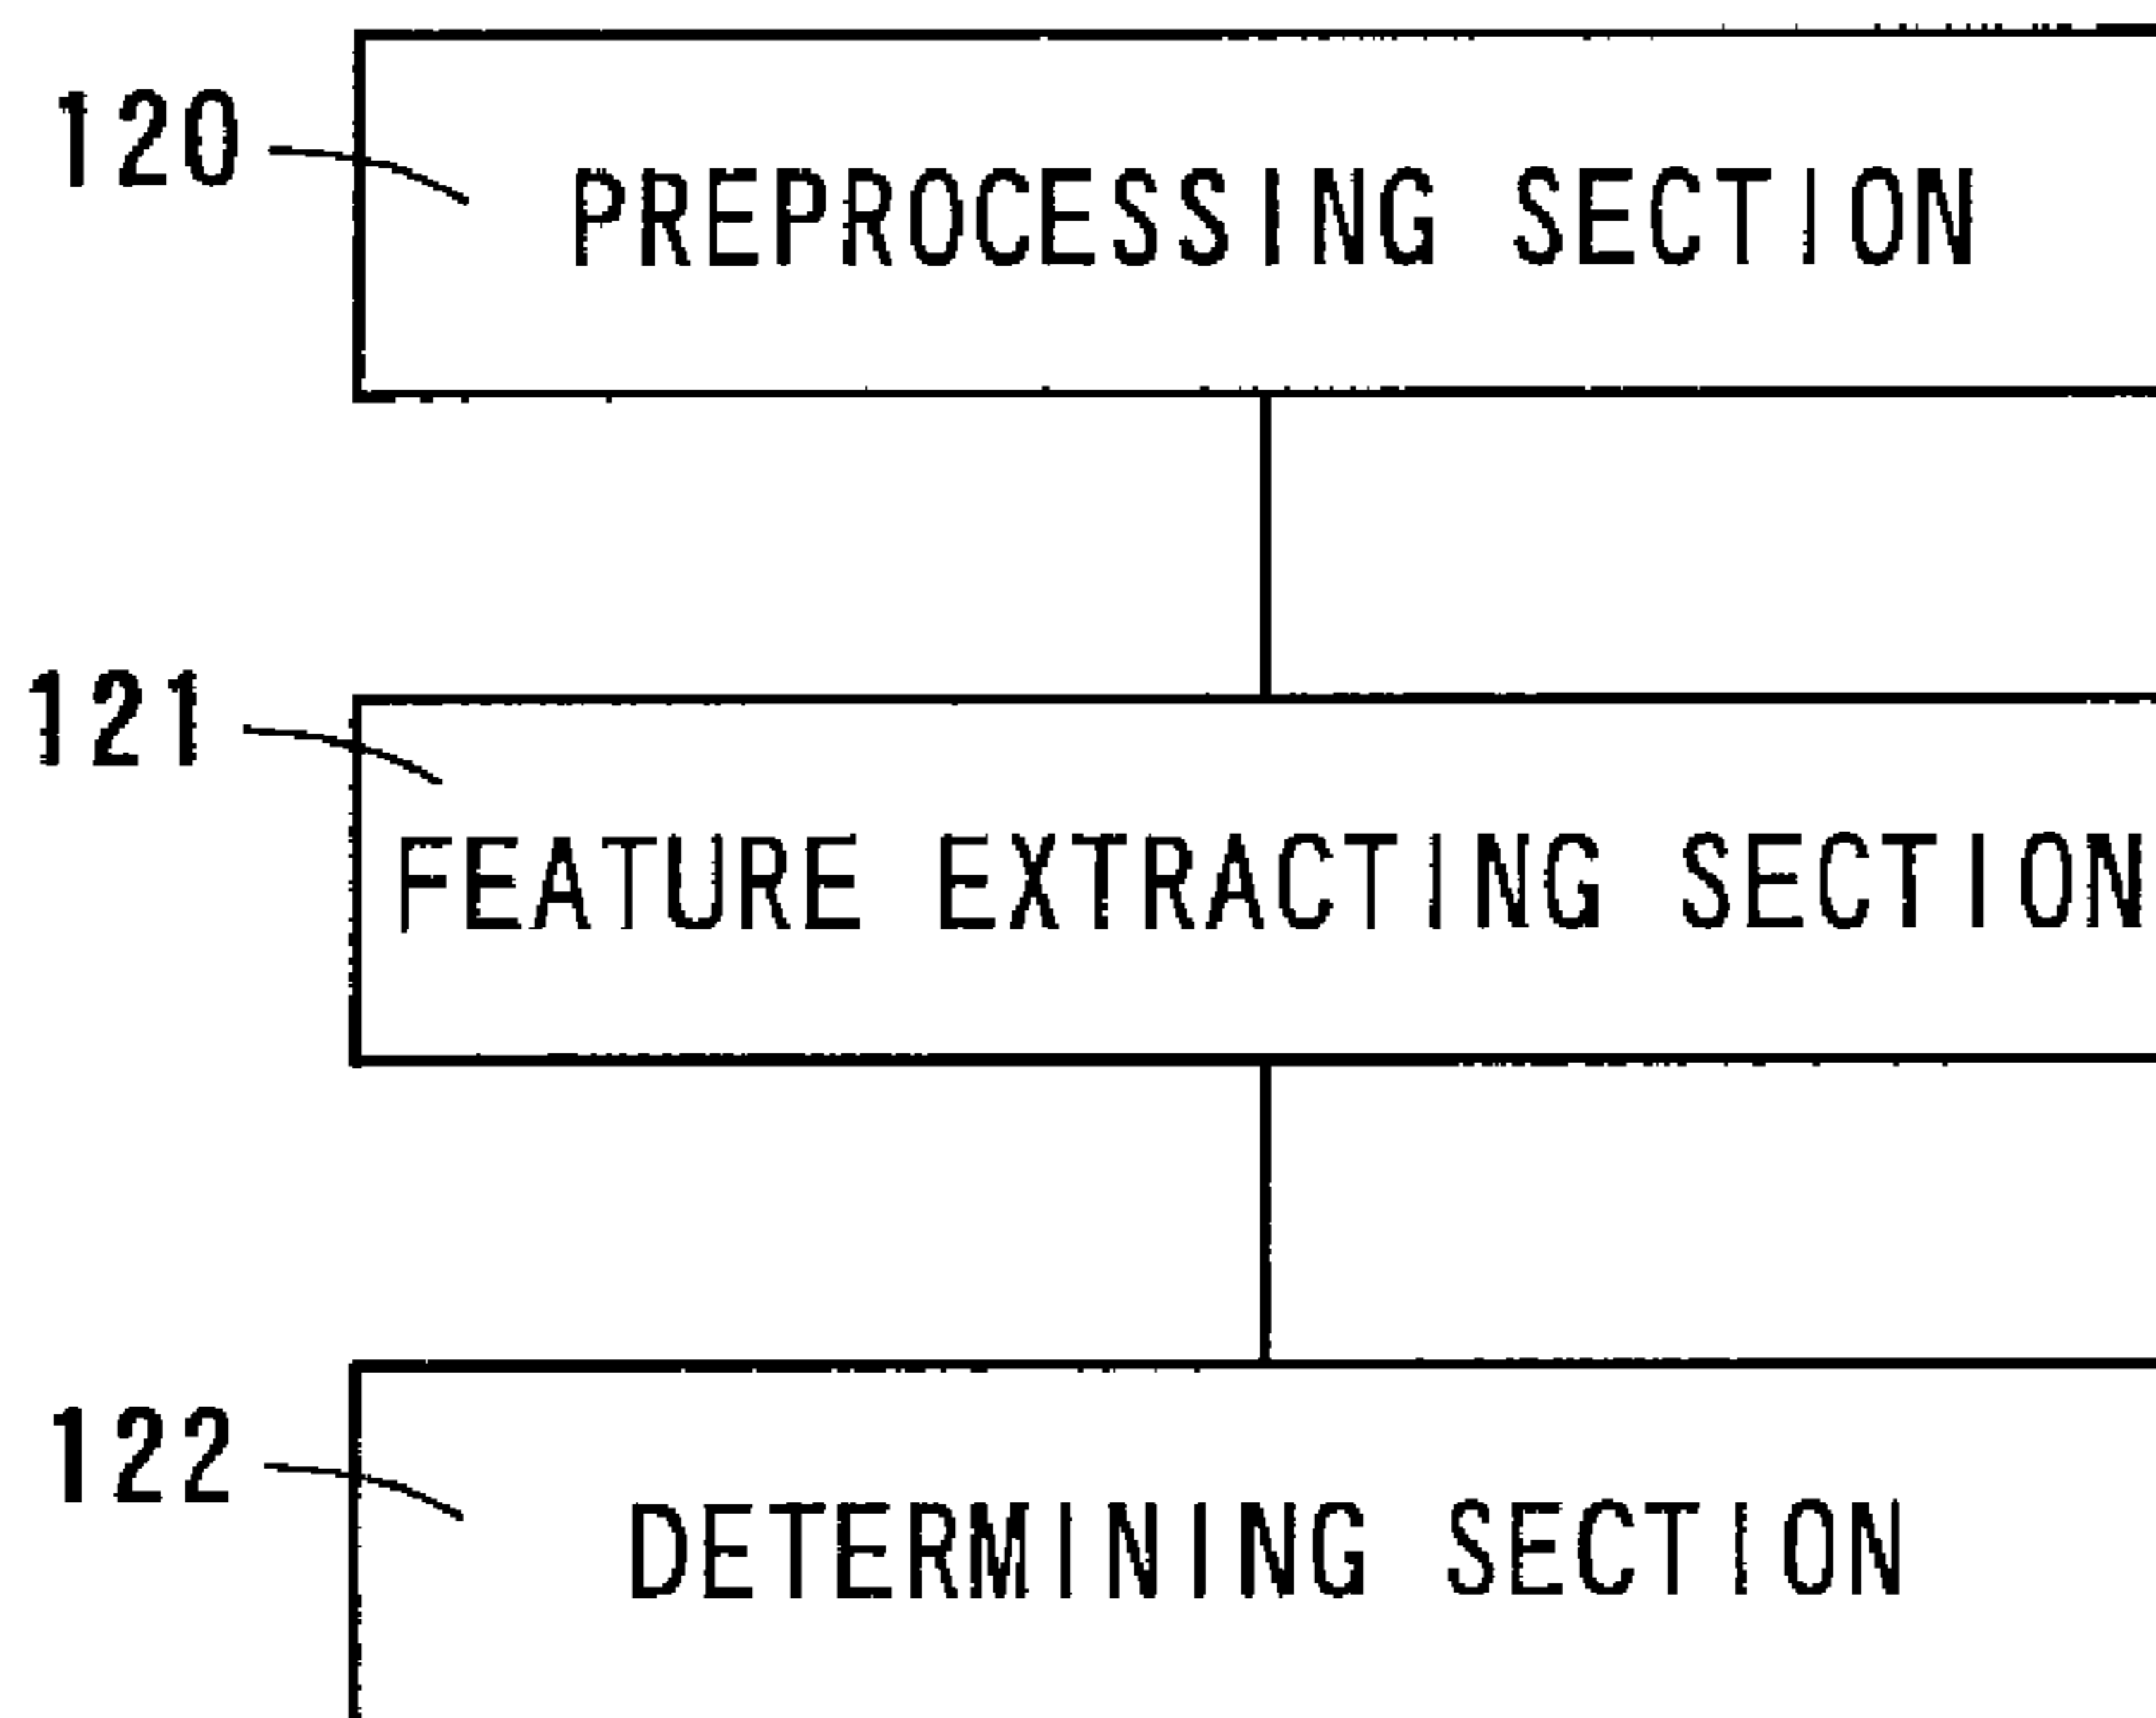 120
PREPROCESSING SECTION
121
FEATURE EXTRACTING SECTION
122
DETERMINING SECTION